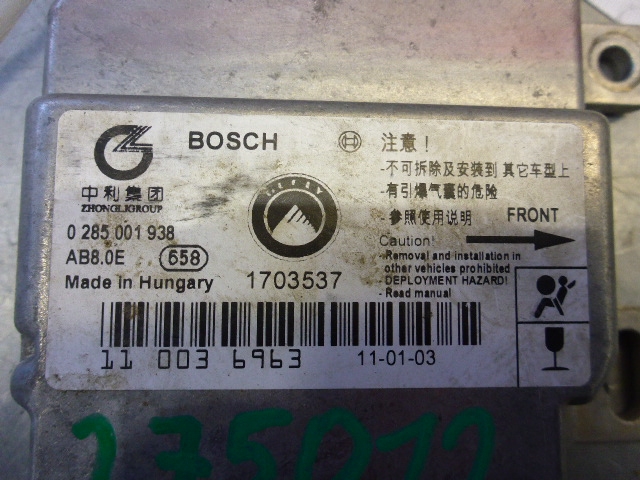 BOSCH
中利集团
ZHONGLIGROUP
0 285 001 938
AB8.0E 658
Made in Hungary
GEELY
1703537
注意!
-不可拆除及安装到 其它车型上
有引爆气囊的危险
-参照使用说明
FRONT
Caution!
- Removal and installation in
other vehicles prohibited
DEPLOYMENT HAZARD!
- Read manual
11 003 6963
11-01-03